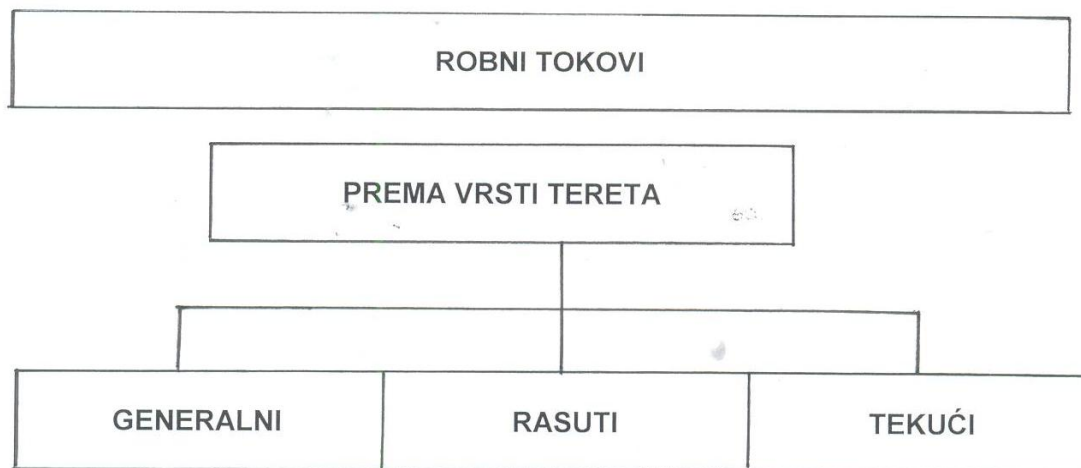 ROBNI TOKOVI
PREMA VRSTI TERETA
GENERALNI
RASUTI
TEKUĆI